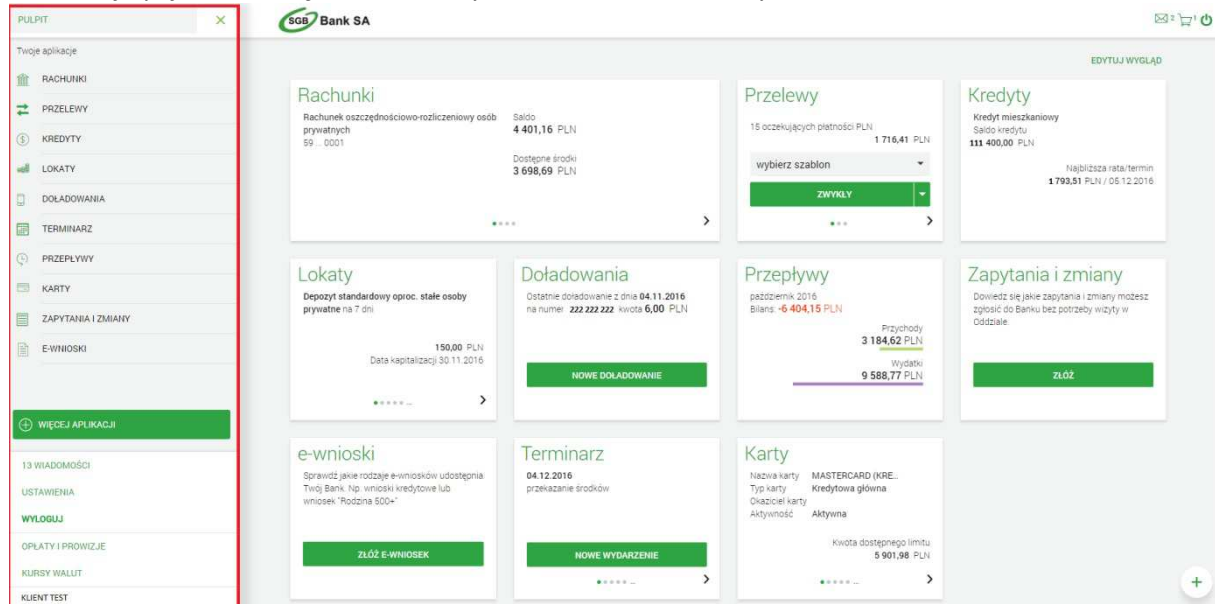 PULPIT
SGB Bank SA
2
1
Twoje aplikacje
RACHUNKI
PRZELEWY
KREDYTY
LOKATY
DOŁADOWANIA
TERMINARZ
PRZEPŁYWY
KARTY
ZAPYTANIA I ZMIANY
E-WNIOSKI
WIĘCEJ APLIKACJI
13 WIADOMOŚCI
USTAWIENIA
WYLOGUJ
OPŁATY I PROWIZJE
KURSY WALUT
KLIENT TEST
EDYTUJ WYGLĄD
Rachunki
Rachunek oszczędnościowo-rozliczeniowy osób
prywatnych
59 ... 0001
Saldo
4 401,16 PLN
Dostępne środki
3 698,69 PLN
Przelewy
15 oczekujących płatności PLN
1 716,41 PLN
wybierz szablon
ZWYKŁY
Kredyty
Kredyt mieszkaniowy
Saldo kredytu
111 400,00 PLN
Najbliższa rata/termin
1 793,51 PLN / 05.12.2016
Lokaty
Depozyt standardowy oproc. stałe osoby
prywatne na 7 dni
150,00 PLN
Data kapitalizacji 30.11.2016
Doładowania
Ostatnie doładowanie z dnia 04.11.2016
na numer 222 222 222 kwota 6,00 PLN
NOWE DOŁADOWANIE
Przepływy
październik 2016
Bilans: -6 404,15 PLN
Przychody
3 184,62 PLN
Wydatki
9 588,77 PLN
Zapytania i zmiany
Dowiedz się jakie zapytania i zmiany możesz
zgłosić do Banku bez potrzeby wizyty w
Oddziale.
ZŁÓŻ
e-wnioski
Sprawdź jakie rodzaje e-wniosków udostępnia
Twój Bank. Np. wnioski kredytowe lub
wniosek "Rodzina 500+"
ZŁÓŻ E-WNIOSEK
Terminarz
04.12.2016
przekazanie środków
NOWE WYDARZENIE
Karty
Nazwa karty MASTERCARD (KRE...
Typ karty Kredytowa główna
Okaziciel karty
Aktywność Aktywna
Kwota dostępnego limitu
5 901,98 PLN